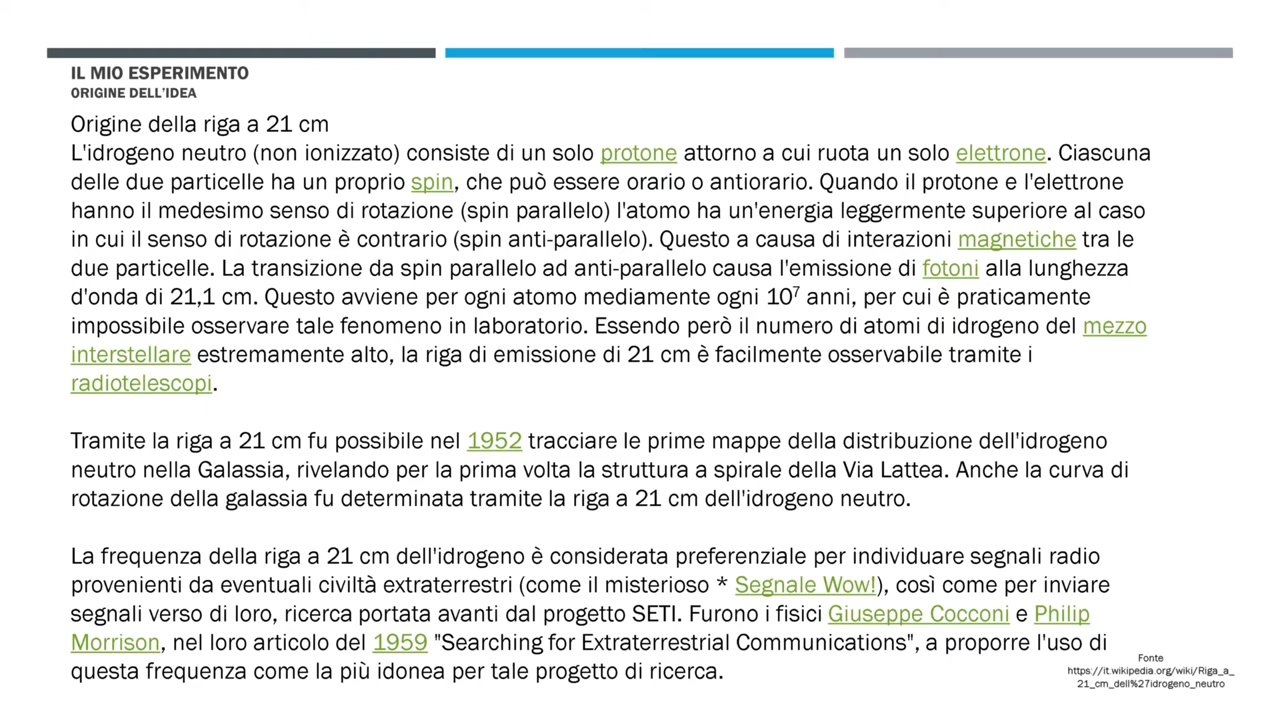 IL MIO ESPERIMENTO
ORIGINE DELL'IDEA
Origine della riga a 21 cm
L'idrogeno neutro (non ionizzato) consiste di un solo protone attorno a cui ruota un solo elettrone. Ciascuna
delle due particelle ha un proprio spin, che può essere orario o antiorario. Quando il protone e l'elettrone
hanno il medesimo senso di rotazione (spin parallelo) l'atomo ha un'energia leggermente superiore al caso
in cui il senso di rotazione è contrario (spin anti-parallelo). Questo a causa di interazioni magnetiche tra le
due particelle. La transizione da spin parallelo ad anti-parallelo causa l'emissione di fotoni alla lunghezza
d'onda di 21,1 cm. Questo avviene per ogni atomo mediamente ogni 10⁷ anni, per cui è praticamente
impossibile osservare tale fenomeno in laboratorio. Essendo però il numero di atomi di idrogeno del mezzo
interstellare estremamente alto, la riga di emissione di 21 cm è facilmente osservabile tramite i
radiotelescopi.
Tramite la riga a 21 cm fu possibile nel 1952 tracciare le prime mappe della distribuzione dell'idrogeno
neutro nella Galassia, rivelando per la prima volta la struttura a spirale della Via Lattea. Anche la curva di
rotazione della galassia fu determinata tramite la riga a 21 cm dell'idrogeno neutro.
La frequenza della riga a 21 cm dell'idrogeno è considerata preferenziale per individuare segnali radio
provenienti da eventuali civiltà extraterrestri (come il misterioso * Segnale Wow!), così come per inviare
segnali verso di loro, ricerca portata avanti dal progetto SETI. Furono i fisici Giuseppe Cocconi e Philip
Morrison, nel loro articolo del 1959 "Searching for Extraterrestrial Communications", a proporre l'uso di
questa frequenza come la più idonea per tale progetto di ricerca.
Fonte
https://it.wikipedia.org/wiki/Riga_a_
21_cm_dell%27idrogeno_neutro